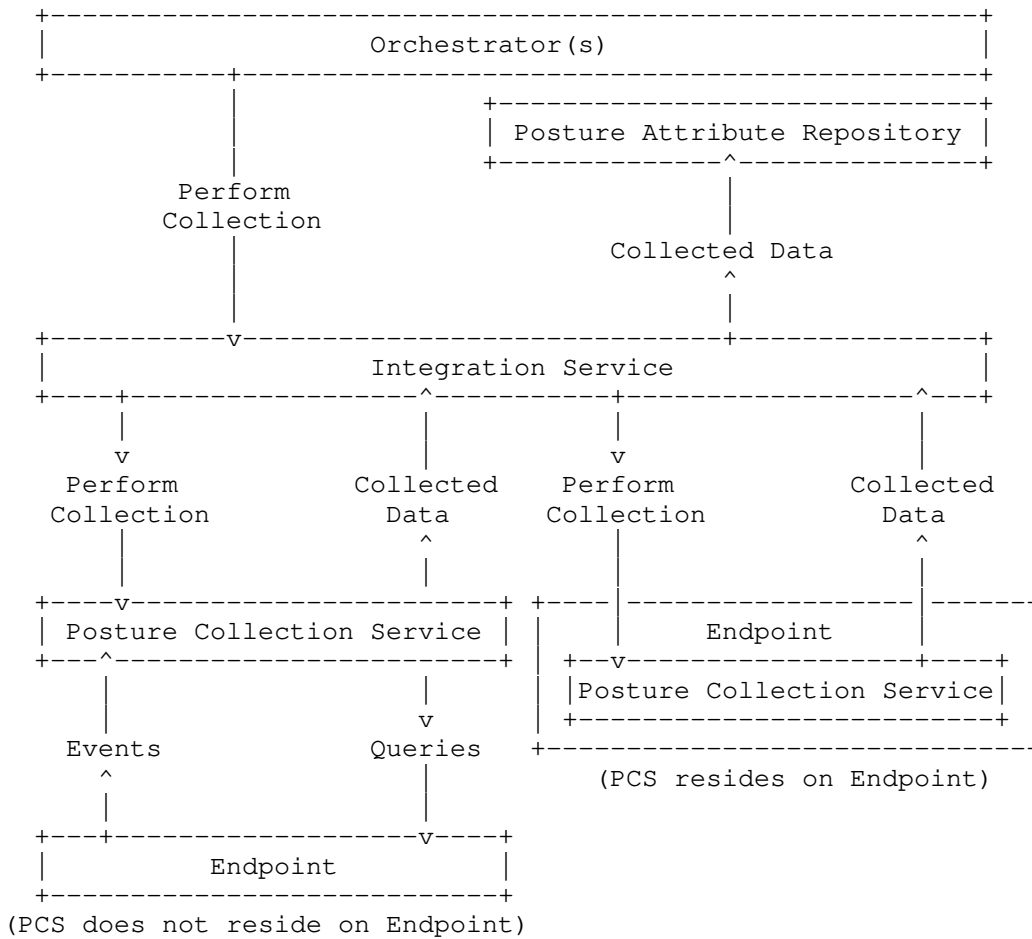 Orchestrator(s)
Posture Attribute Repository
Perform
Collection
Collected Data
Integration Service
Perform Collected Perform Collected
Collection Data Collection Data
Posture Collection Service Endpoint
Posture Collection Service
Events Queries
(PCS resides on Endpoint)
Endpoint
(PCS does not reside on Endpoint)